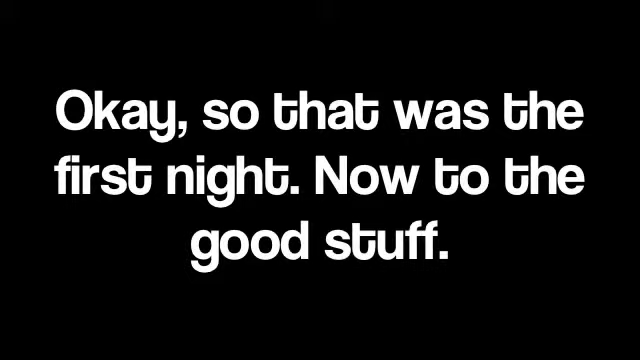 Okay, so that was the
first night. Now to the
good stuff.